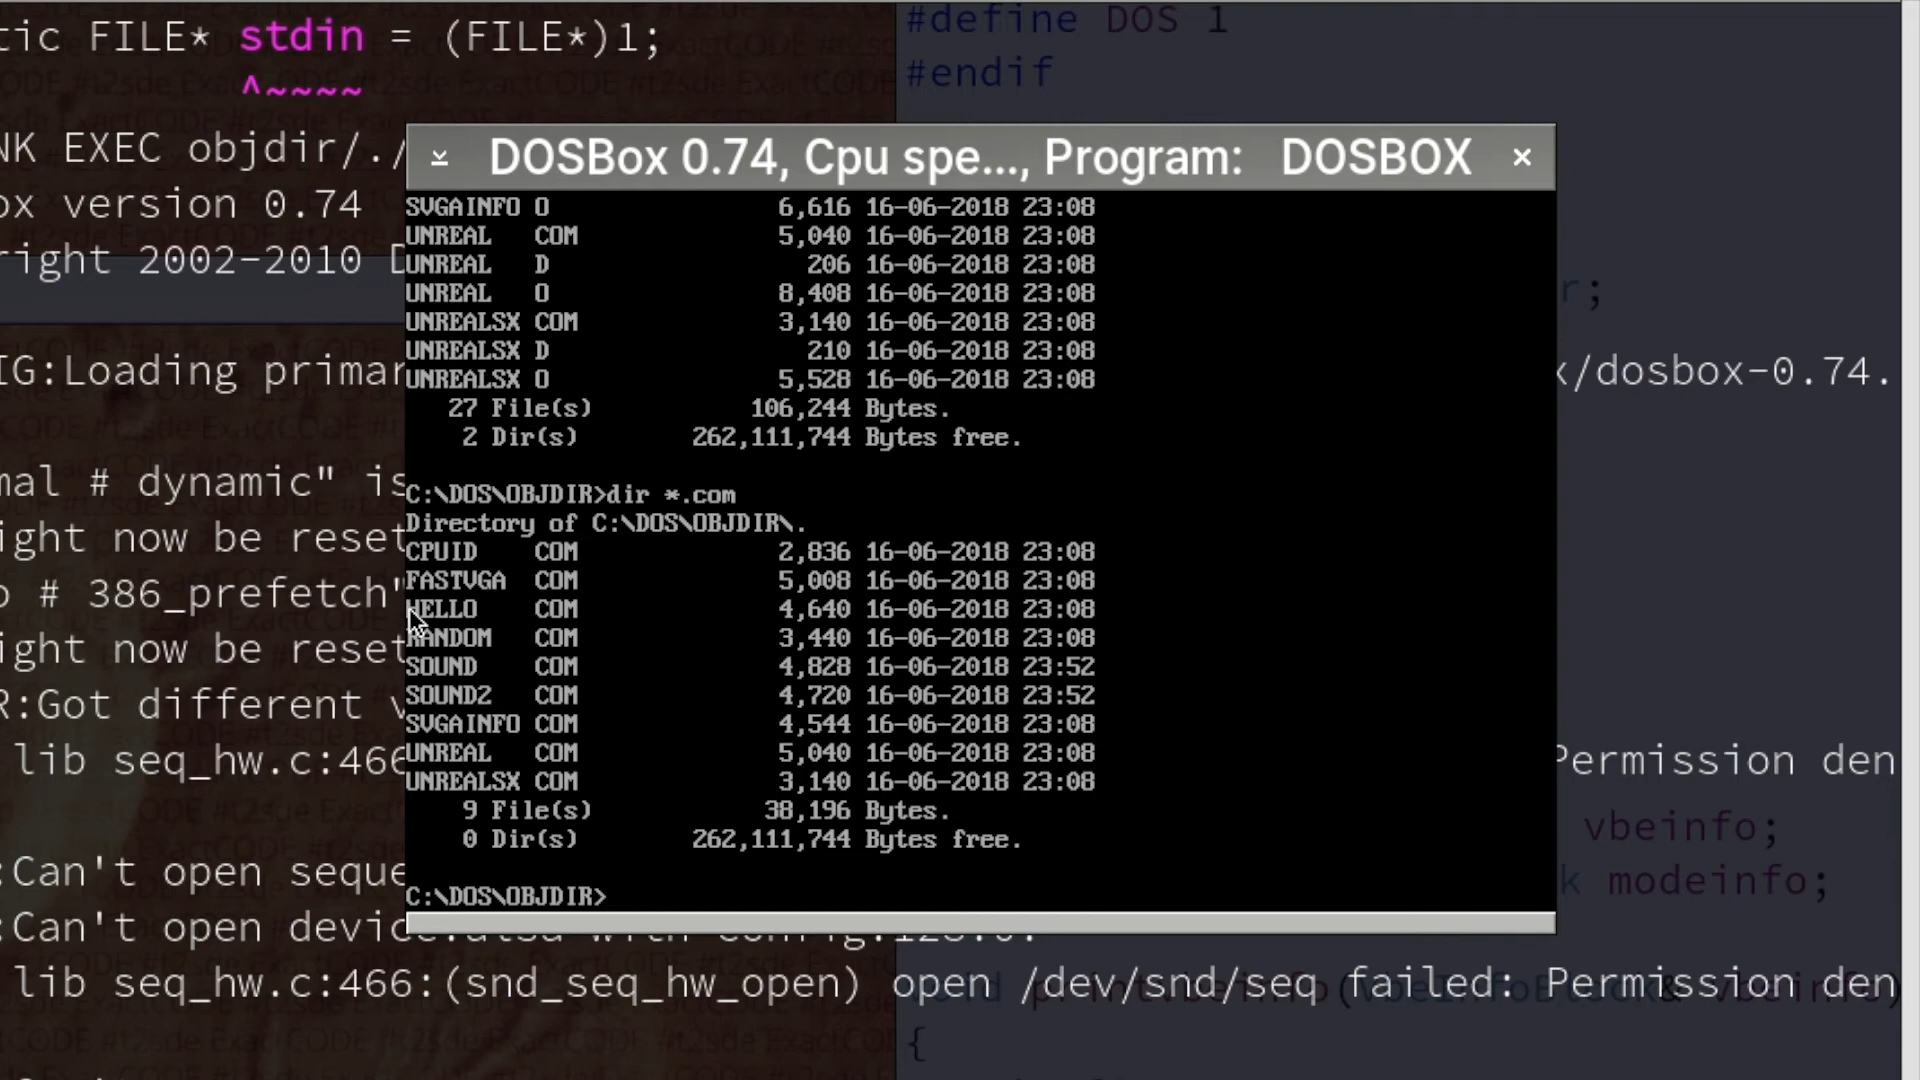 tic FILE* stdin = (FILE*)1;
^~~~~
#define DOS 1
#endif
NK EXEC objdir/./
ox version 0.74
right 2002-2010 D
DOSBox 0.74, Cpu spe..., Program: DOSBOX
SVGAINFO O 6,616 16-06-2018 23:08
UNREAL COM 5,040 16-06-2018 23:08
UNREAL D 206 16-06-2018 23:08
UNREAL O 8,408 16-06-2018 23:08
UNREALSX COM 3,140 16-06-2018 23:08
UNREALSX D 210 16-06-2018 23:08
UNREALSX O 5,528 16-06-2018 23:08
27 File(s) 106,244 Bytes.
2 Dir(s) 262,111,744 Bytes free.
C:\DOS\OBJDIR>dir *.com
Directory of C:\DOS\OBJDIR\.
CPUID COM 2,836 16-06-2018 23:08
FASTVGA COM 5,008 16-06-2018 23:08
HELLO COM 4,640 16-06-2018 23:08
RANDOM COM 3,440 16-06-2018 23:08
SOUND COM 4,828 16-06-2018 23:52
SOUND2 COM 4,720 16-06-2018 23:52
SVGAINFO COM 4,544 16-06-2018 23:08
UNREAL COM 5,040 16-06-2018 23:08
UNREALSX COM 3,140 16-06-2018 23:08
9 File(s) 38,196 Bytes.
0 Dir(s) 262,111,744 Bytes free.
C:\DOS\OBJDIR>
r;
IG:Loading primar
x/dosbox-0.74.
mal # dynamic" is
ight now be reset
o # 386_prefetch"
ight now be reset
R:Got different v
lib seq_hw.c:466
Permission den
vbeinfo;
:Can't open seque
k modeinfo;
:Can't open device
lib seq_hw.c:466:(snd_seq_hw_open) open /dev/snd/seq failed: Permission den
{